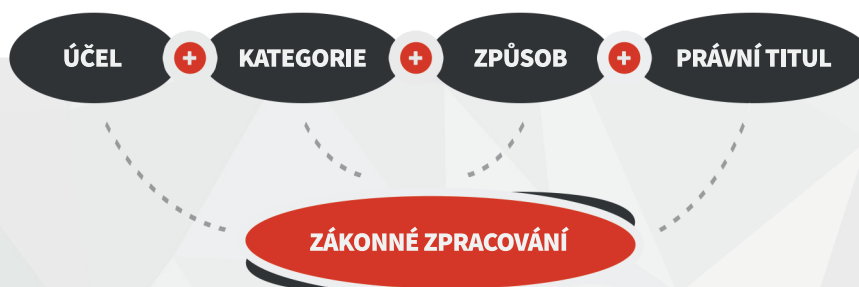 ÚČEL + KATEGORIE + ZPŮSOB + PRÁVNÍ TITUL
ZÁKONNÉ ZPRACOVÁNÍ